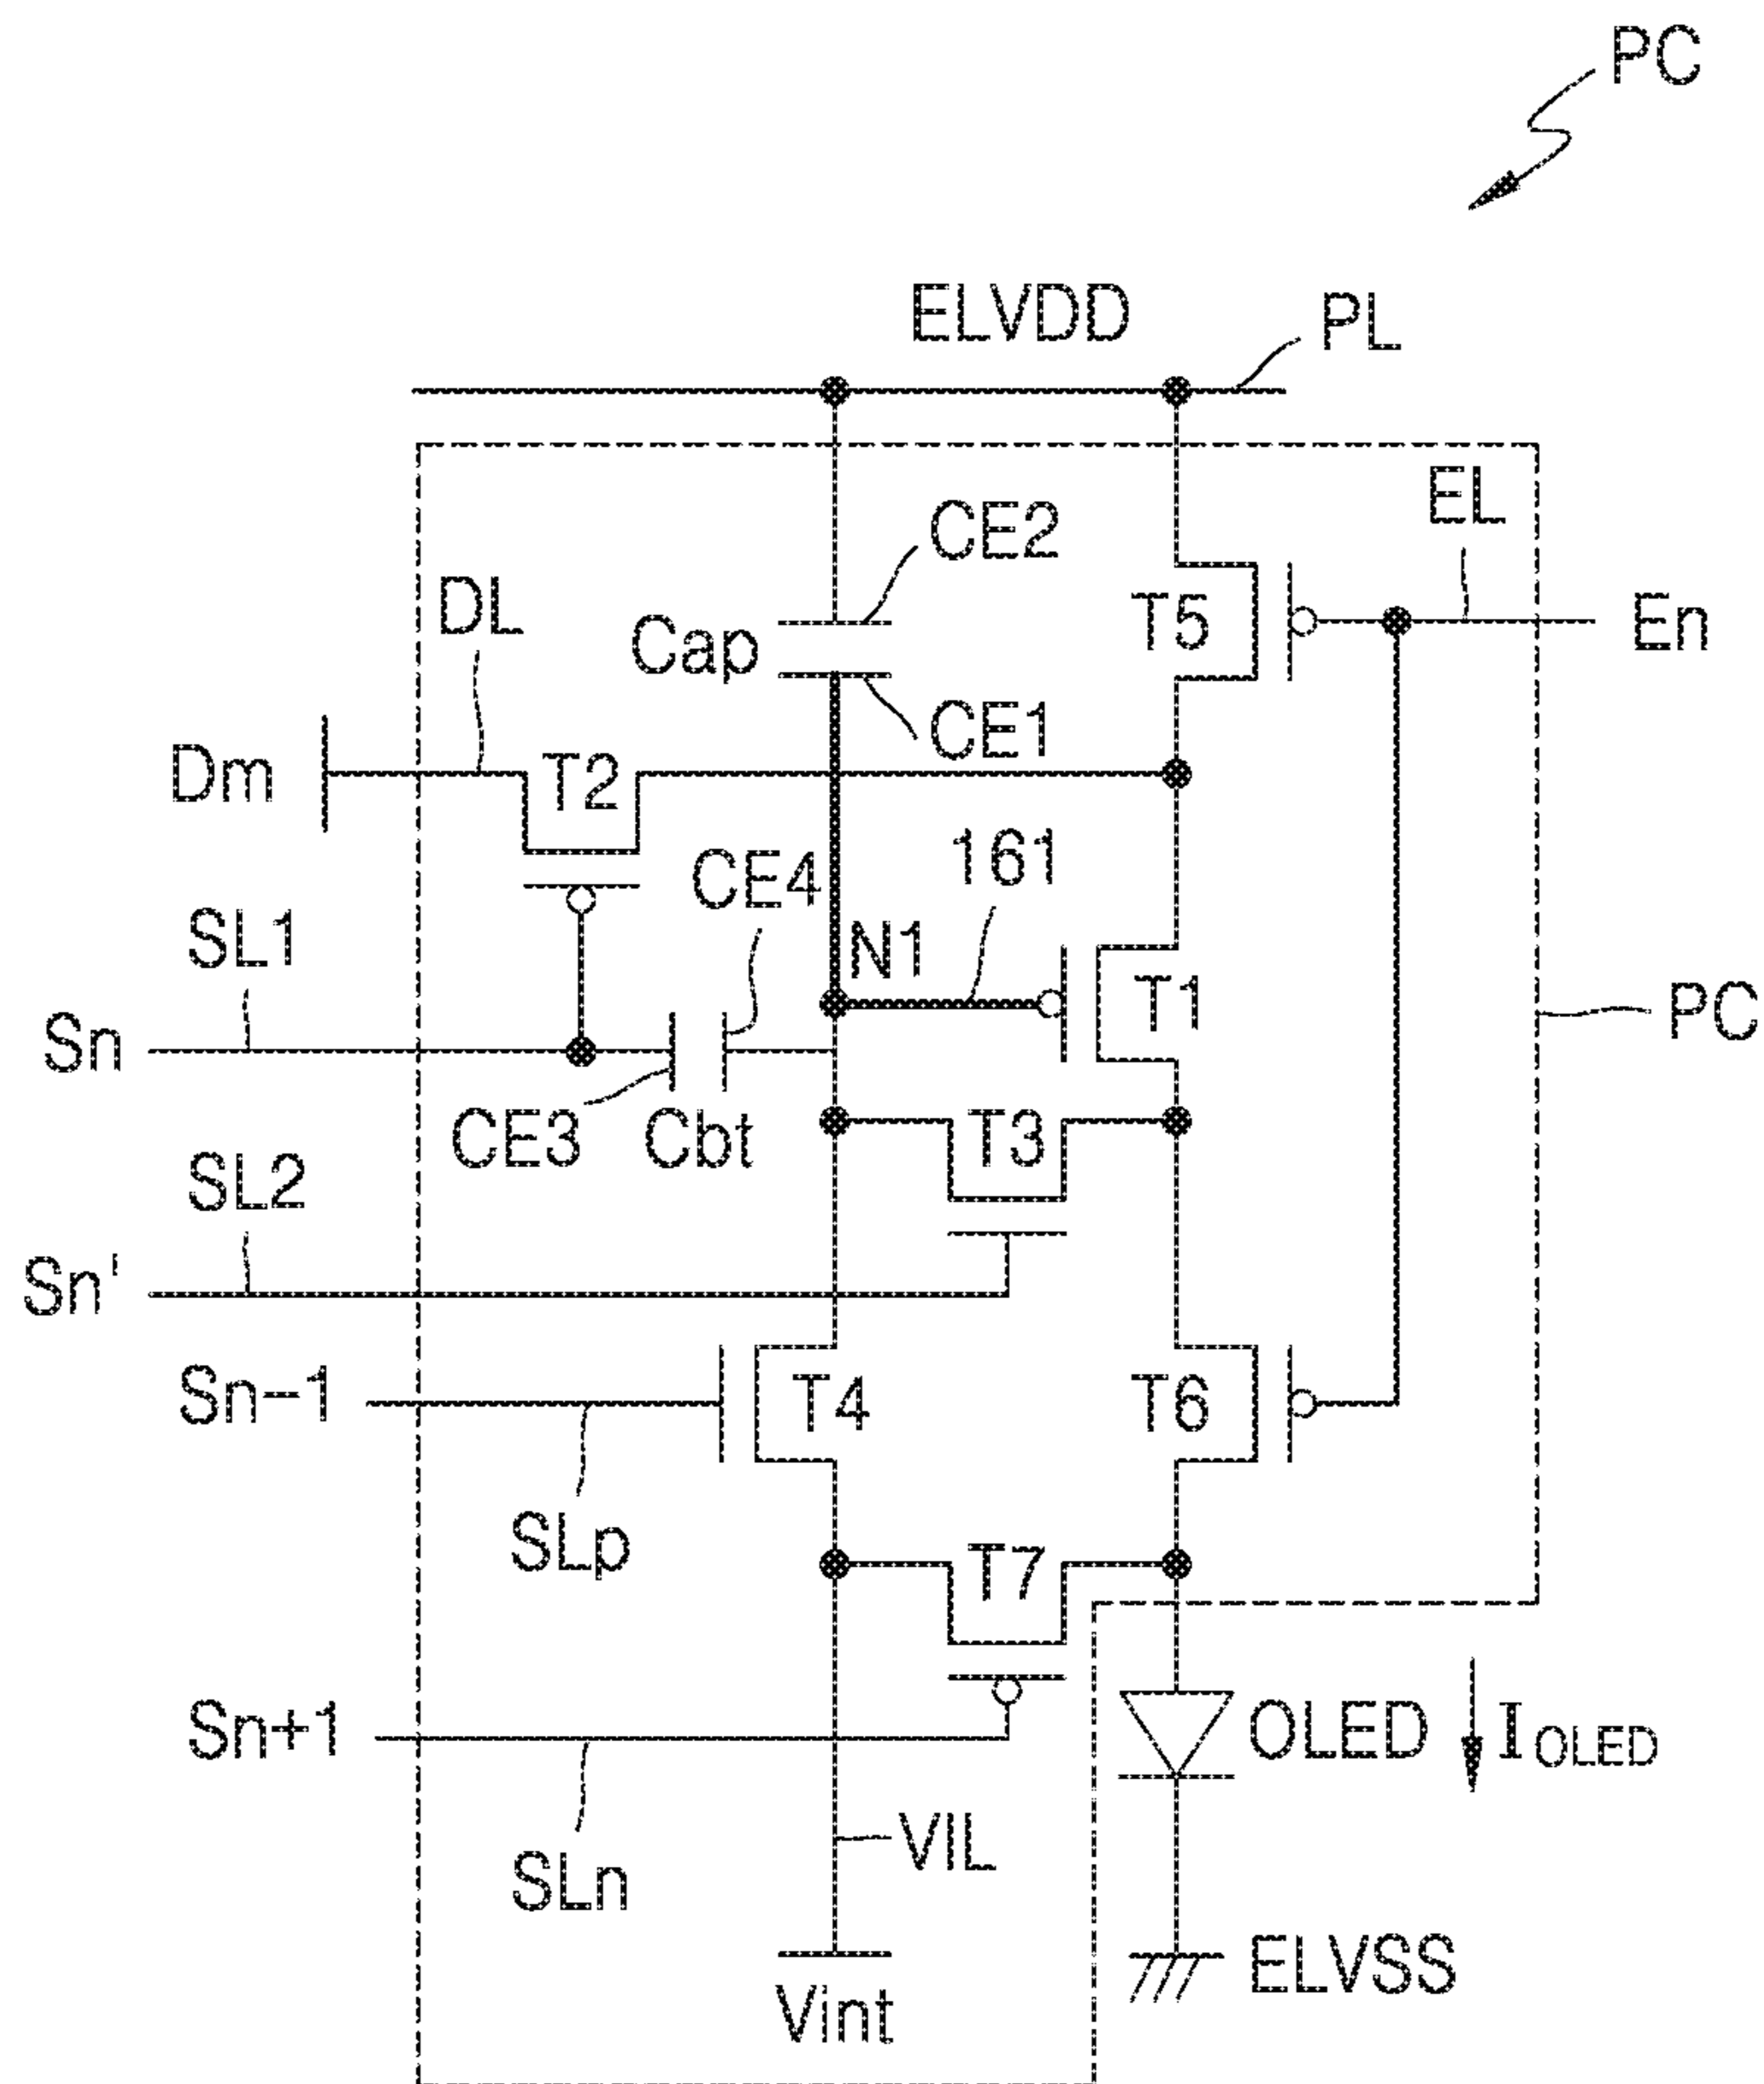 PC
ELVDD
PL
CE2
EL
DL
T5
En
Cap
CE1
Dm
T2
161
CE4
SL1
N1
T1
PC
Sn
CE3
Cbt
T3
SL2
Sn'
Sn-1
T4
T6
SLp
T7
Sn+1
OLED
IOLED
VIL
SLn
ELVSS
Vint